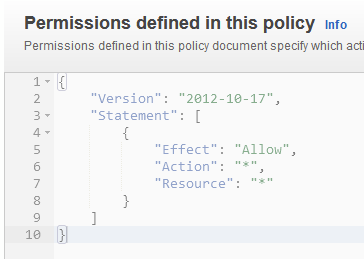 Permissions defined in this policy Info
Permissions defined in this policy document specify which acti
1 {
2 "Version": "2012-10-17",
3 "Statement": [
4 {
5 "Effect": "Allow",
6 "Action": "*",
7 "Resource": "*"
8 }
9 ]
10 }